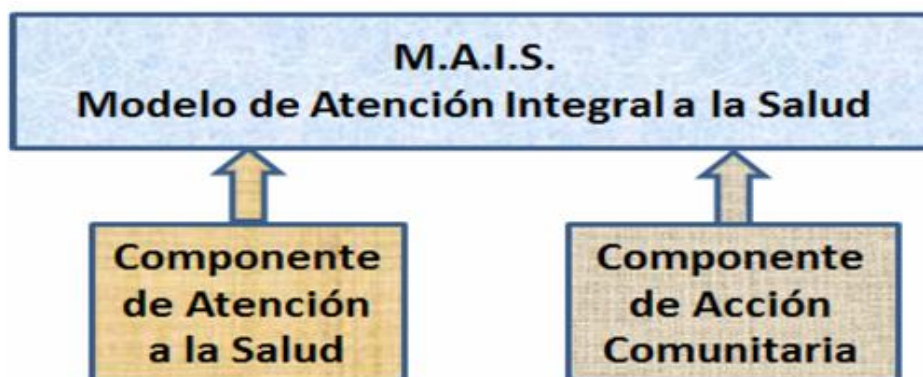 M.A.I.S.
Modelo de Atención Integral a la Salud
Componente
de Atención
a la Salud
Componente
de Acción
Comunitaria